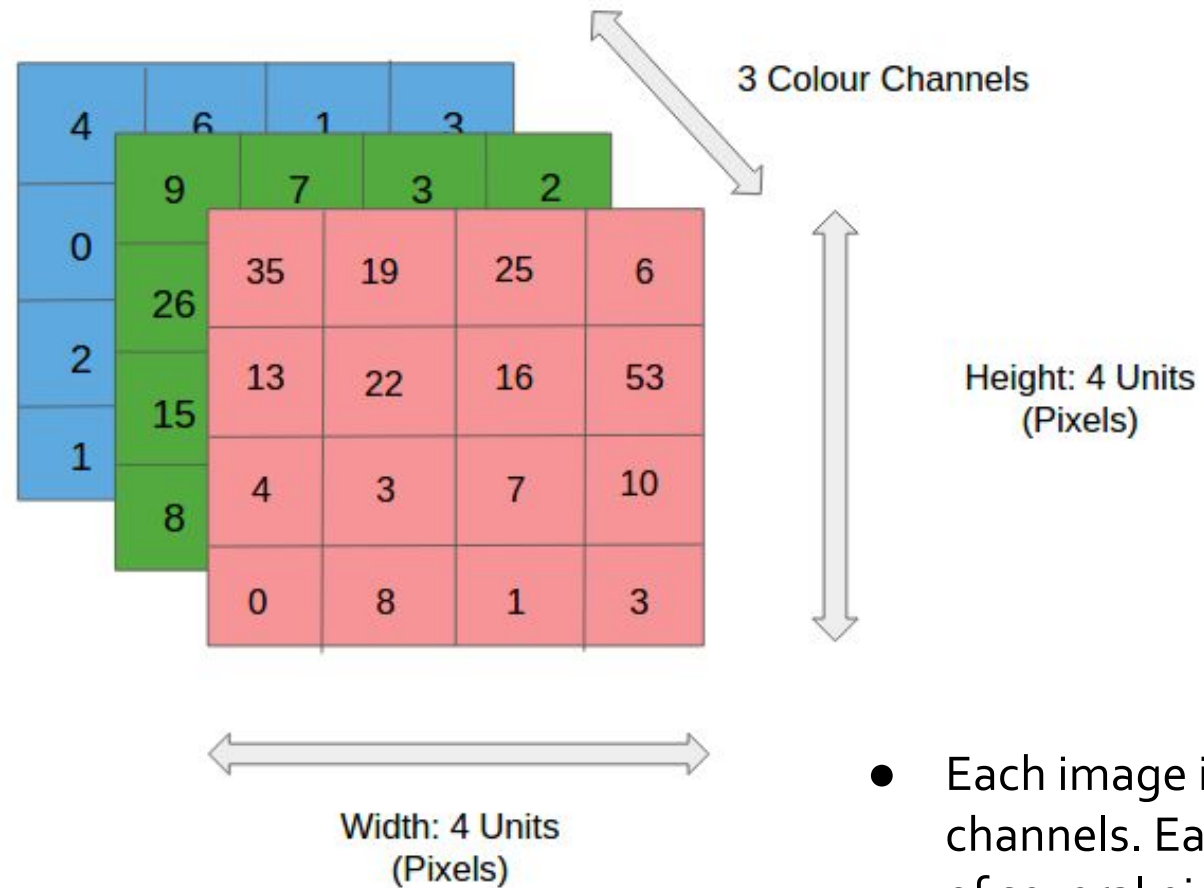 3 Colour Channels
4 6 1 3
9 7 3 2
0
35 19 25 6
26
13 22 16 53
Height: 4 Units
(Pixels)
2
15
4 3 7 10
1
8
0 8 1 3
Width: 4 Units
(Pixels)
● Each image i
channels. Ea